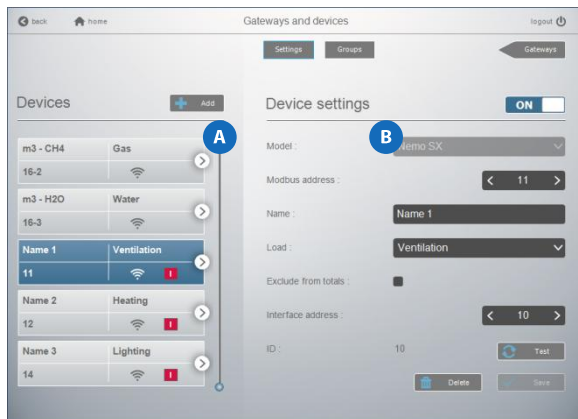 back home Gateways and devices logout
Settings Groups Gateways
Devices Add
Device settings ON
A
B
m3 - CH4 Gas
16-2
m3 - H2O Water
16-3
Name 1 Ventilation
11 I
Name 2 Heating
12 I
Name 3 Lighting
14 I
Model : Nemo SX
Modbus address : < 11 >
Name : Name 1
Load : Ventilation
Exclude from totals :
Interface address : < 10 >
ID : 10 Test
Delete Save